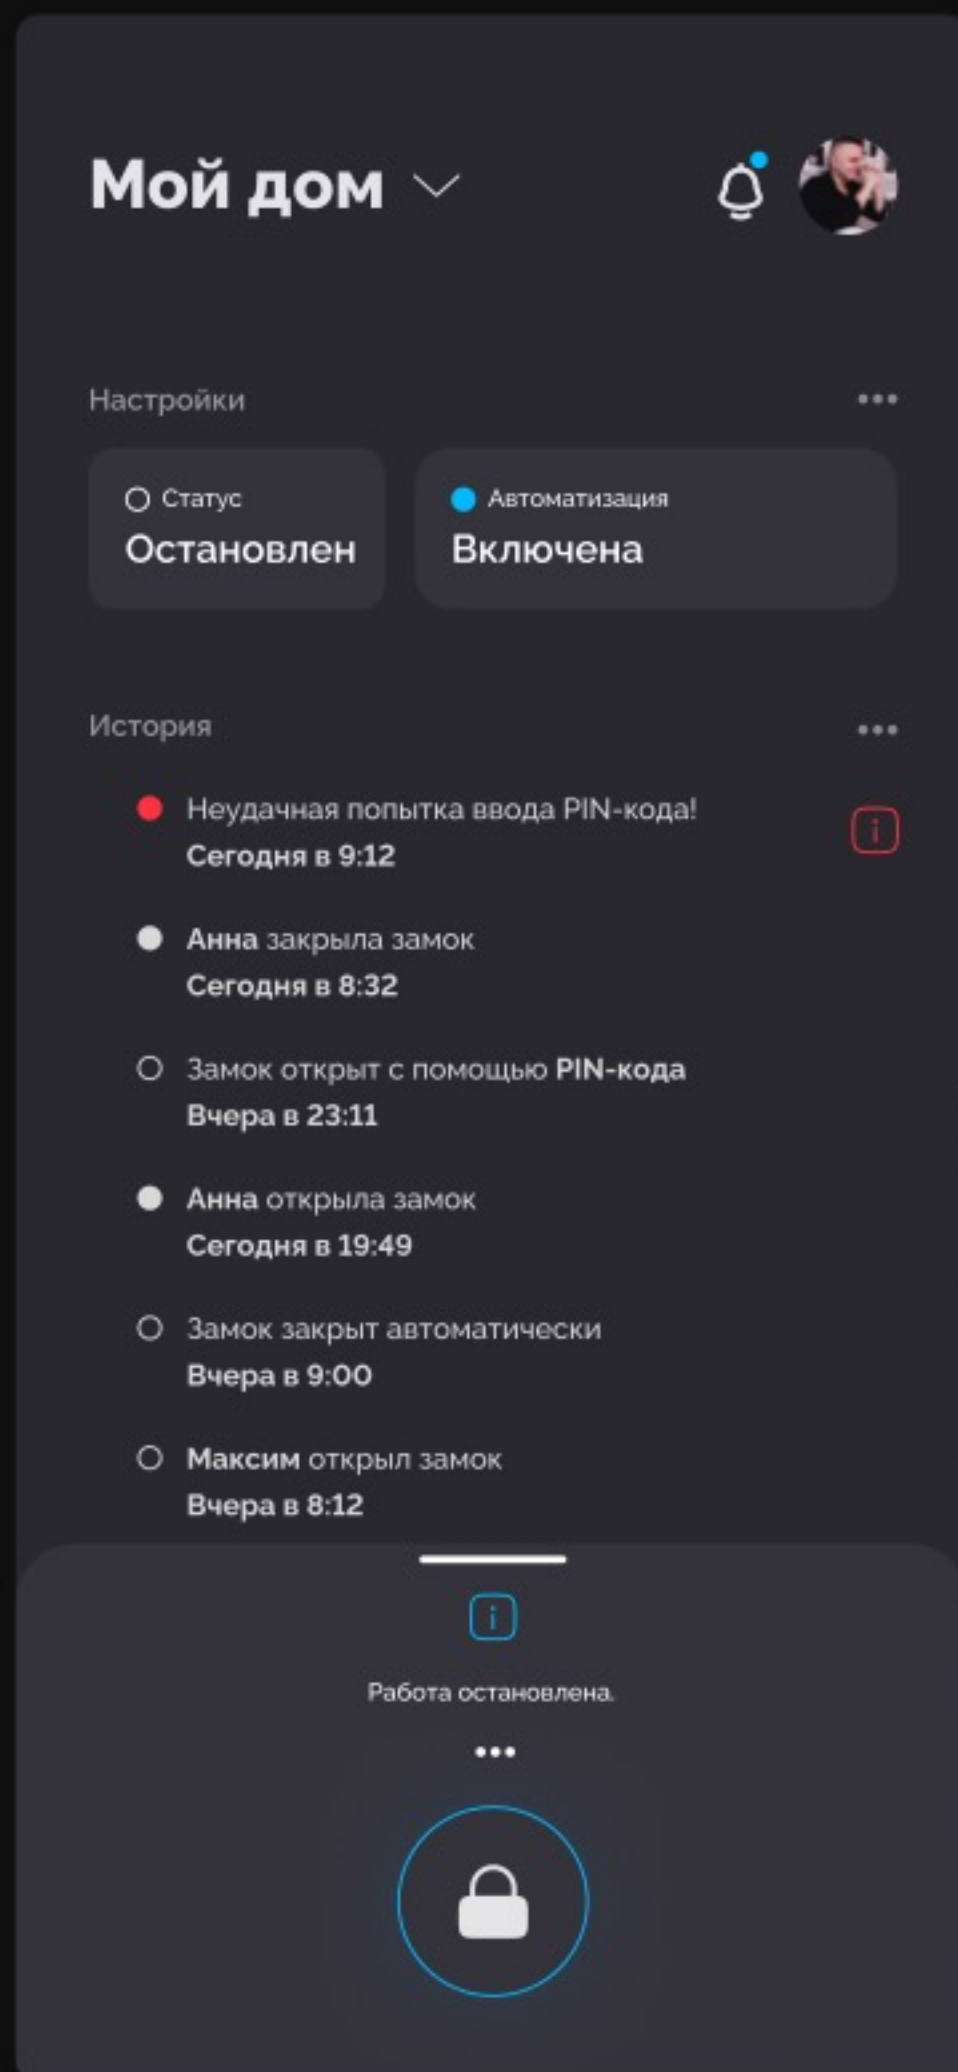 Мой дом
Настройки
Статус
Остановлен
Автоматизация
Включена
История
Неудачная попытка ввода PIN-кода!
Сегодня в 9:12
Анна закрыла замок
Сегодня в 8:32
Замок открыт с помощью PIN-кода
Вчера в 23:11
Анна открыла замок
Сегодня в 19:49
Замок закрыт автоматически
Вчера в 9:00
Максим открыл замок
Вчера в 8:12
Работа остановлена.